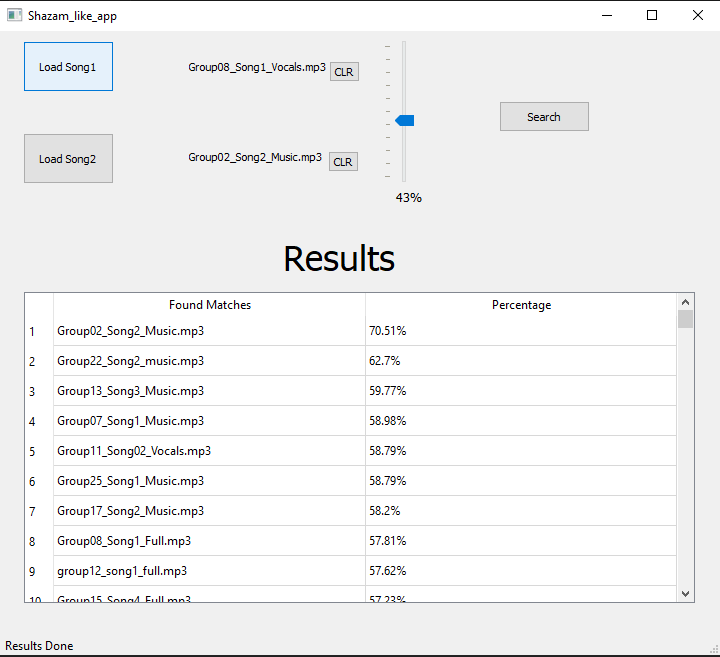 Shazam_like_app
Load Song1
Group08_Song1_Vocals.mp3
CLR
Search
Load Song2
Group02_Song2_Music.mp3
CLR
43%
Results
Found Matches Percentage
1 Group02_Song2_Music.mp3 70.51%
2 Group22_Song2_music.mp3 62.7%
3 Group13_Song3_Music.mp3 59.77%
4 Group07_Song1_Music.mp3 58.98%
5 Group11_Song02_Vocals.mp3 58.79%
6 Group25_Song1_Music.mp3 58.79%
7 Group17_Song2_Music.mp3 58.2%
8 Group08_Song1_Full.mp3 57.81%
9 group12_song1_full.mp3 57.62%
10 Group15_Song4_Full.mp3 57.23%
Results Done